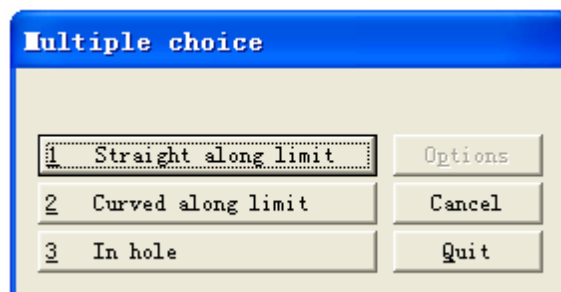 Multiple choice
1 Straight along limit
Options
2 Curved along limit
Cancel
3 In hole
Quit